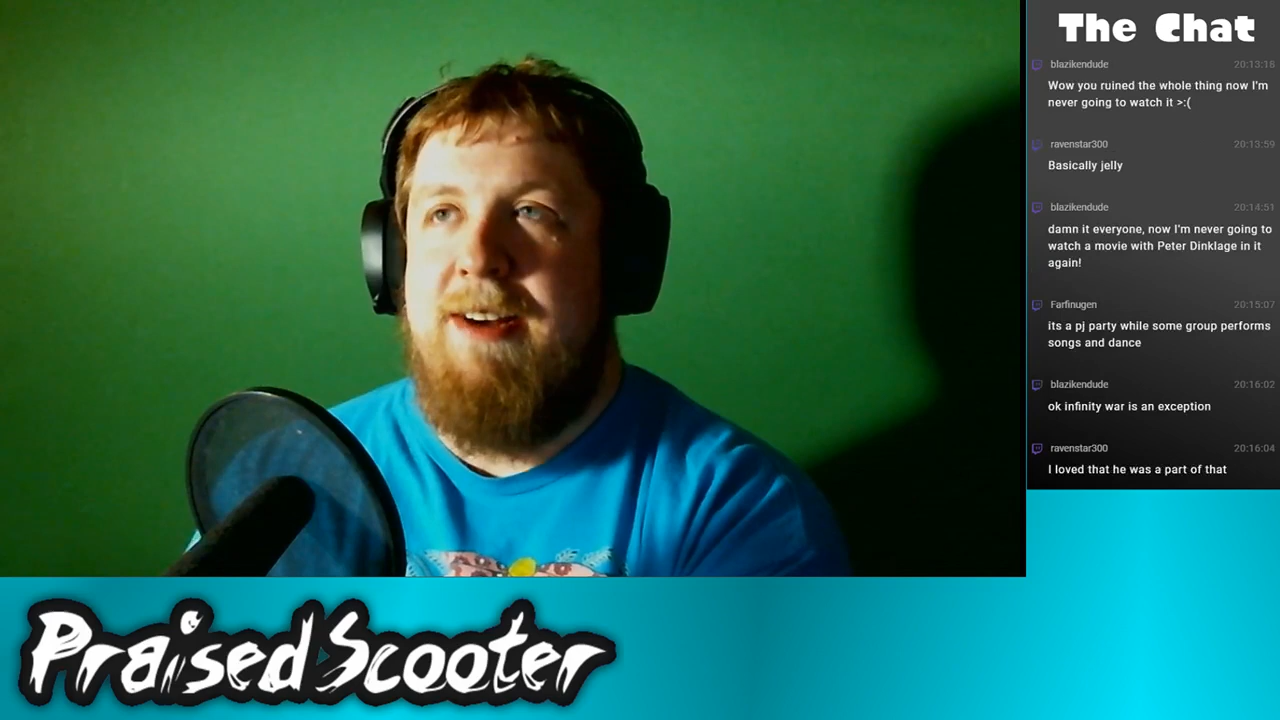 The Chat
blazikendude 20:13:18
Wow you ruined the whole thing now I'm
never going to watch it >:(
ravenstar300 20:13:59
Basically jelly
blazikendude 20:14:51
damn it everyone, now I'm never going to
watch a movie with Peter Dinklage in it
again!
Farfinugen 20:15:07
its a pj party while some group performs
songs and dance
blazikendude 20:16:02
ok infinity war is an exception
ravenstar300 20:16:04
I loved that he was a part of that
PraisedScooter